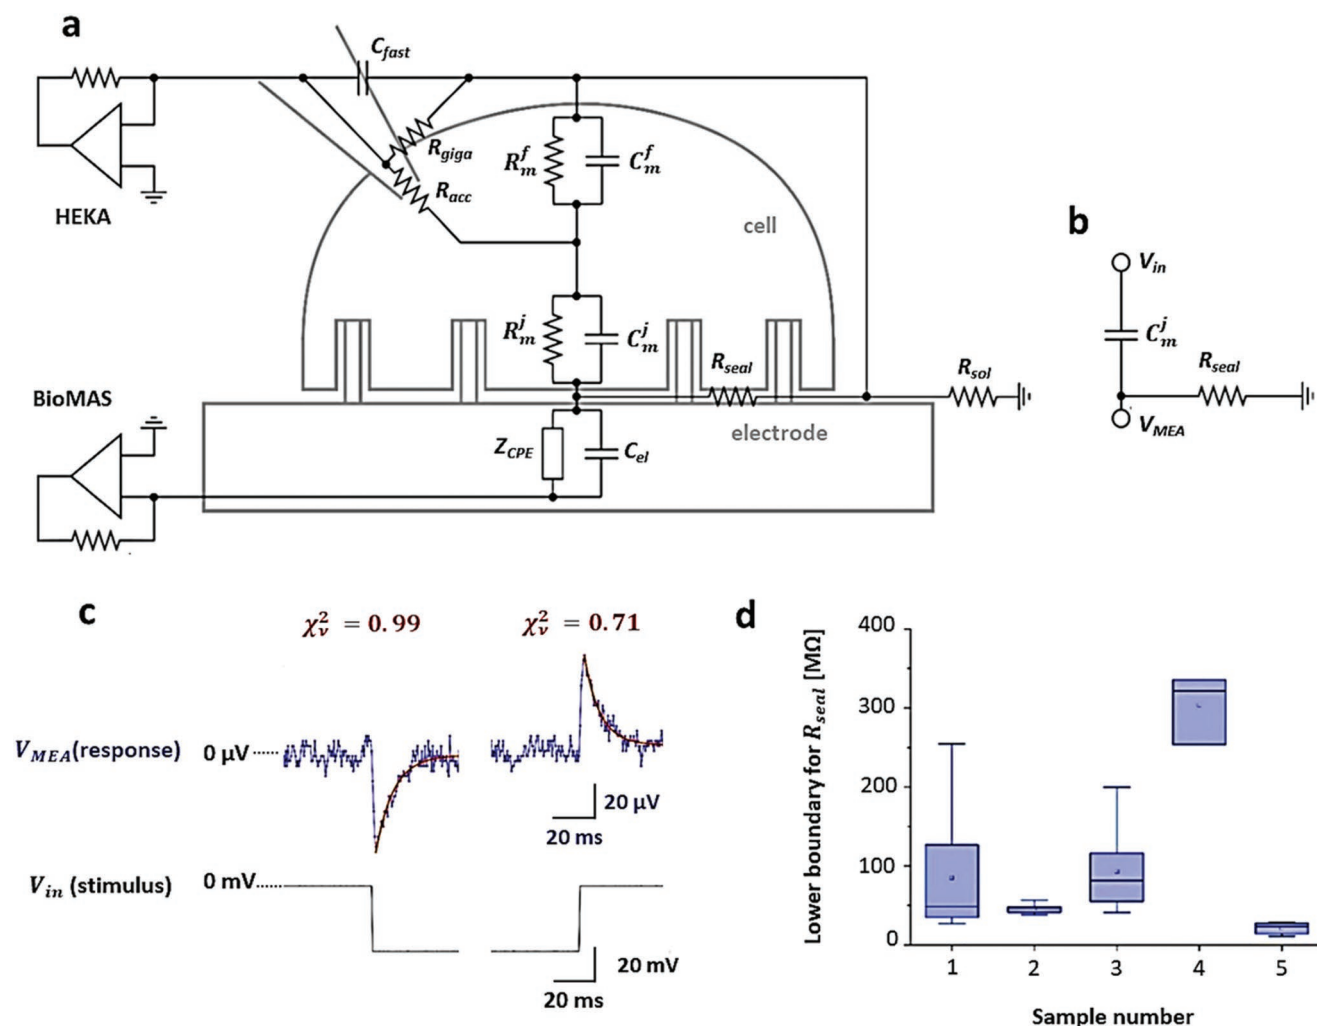 a
C_fast
R_giga
R_acc
R_m^f
C_m^f
HEKA
cell
b
V_in
C_m^j
R_seal
V_MEA
R_m^j
C_m^j
R_seal
R_sol
BioMAS
electrode
Z_CPE
C_el
c
χ_ν^2 = 0.99
χ_ν^2 = 0.71
V_MEA(response)
0 µV
20 µV
20 ms
V_in (stimulus)
0 mV
20 mV
20 ms
d
Lower boundary for R_seal [MΩ]
400
300
200
100
0
1 2 3 4 5
Sample number